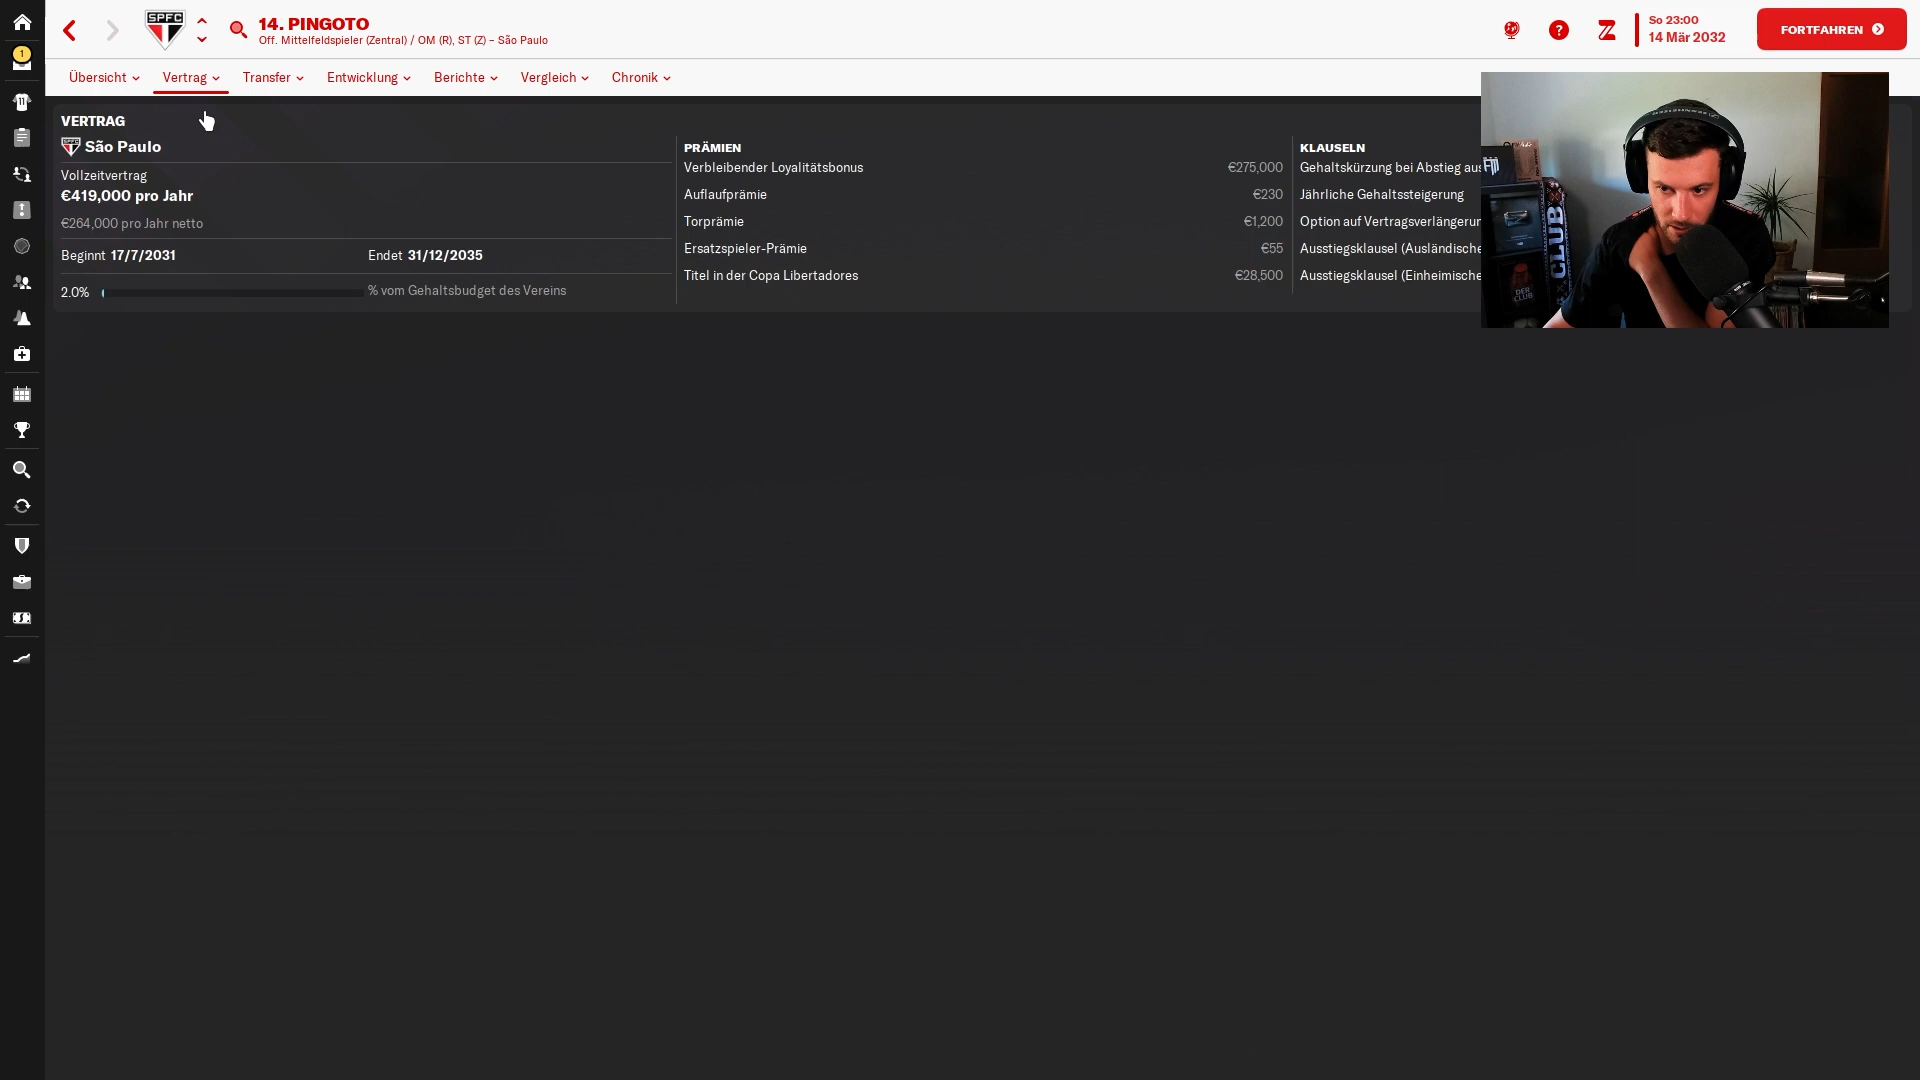 14. PINGOTO
Off. Mittelfeldspieler (Zentral) / OM (R), ST (Z) – São Paulo
So 23:00
14 Mär 2032
FORTFAHREN
SPFC
1
?
Übersicht
Vertrag
Transfer
Entwicklung
Berichte
Vergleich
Chronik
VERTRAG
São Paulo
Vollzeitvertrag
€419,000 pro Jahr
€264,000 pro Jahr netto
Beginnt 17/7/2031
Endet 31/12/2035
2.0%
% vom Gehaltsbudget des Vereins
PRÄMIEN
Verbleibender Loyalitätsbonus €275,000
Auflaufprämie €230
Torprämie €1,200
Ersatzspieler-Prämie €55
Titel in der Copa Libertadores €28,500
KLAUSELN
Gehaltskürzung bei Abstieg aus
Jährliche Gehaltssteigerung
Option auf Vertragsverlängerun
Ausstiegsklausel (Ausländische
Ausstiegsklausel (Einheimische
FM
CLUB
DER
CLUB